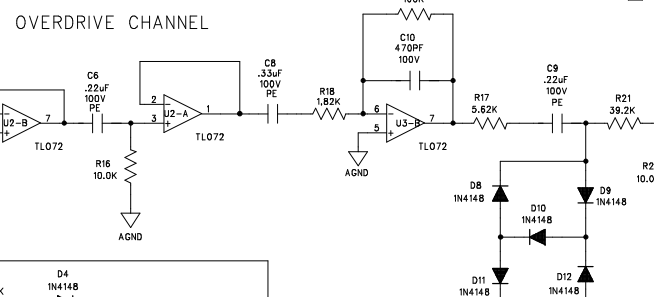 OVERDRIVE CHANNEL
C10
470PF
100V
C6
.22uF
100V
PE
C8
.33uF
100V
PE
C9
.22uF
100V
PE
R18
1.82K
R17
5.62K
R21
39.2K
2
3
U2-A
1
TL072
U2-B
7
TL072
6
5
U3-B
7
TL072
AGND
R16
10.0K
AGND
D8
1N4148
D9
1N4148
D10
1N4148
D11
1N4148
D12
1N4148
D4
1N4148